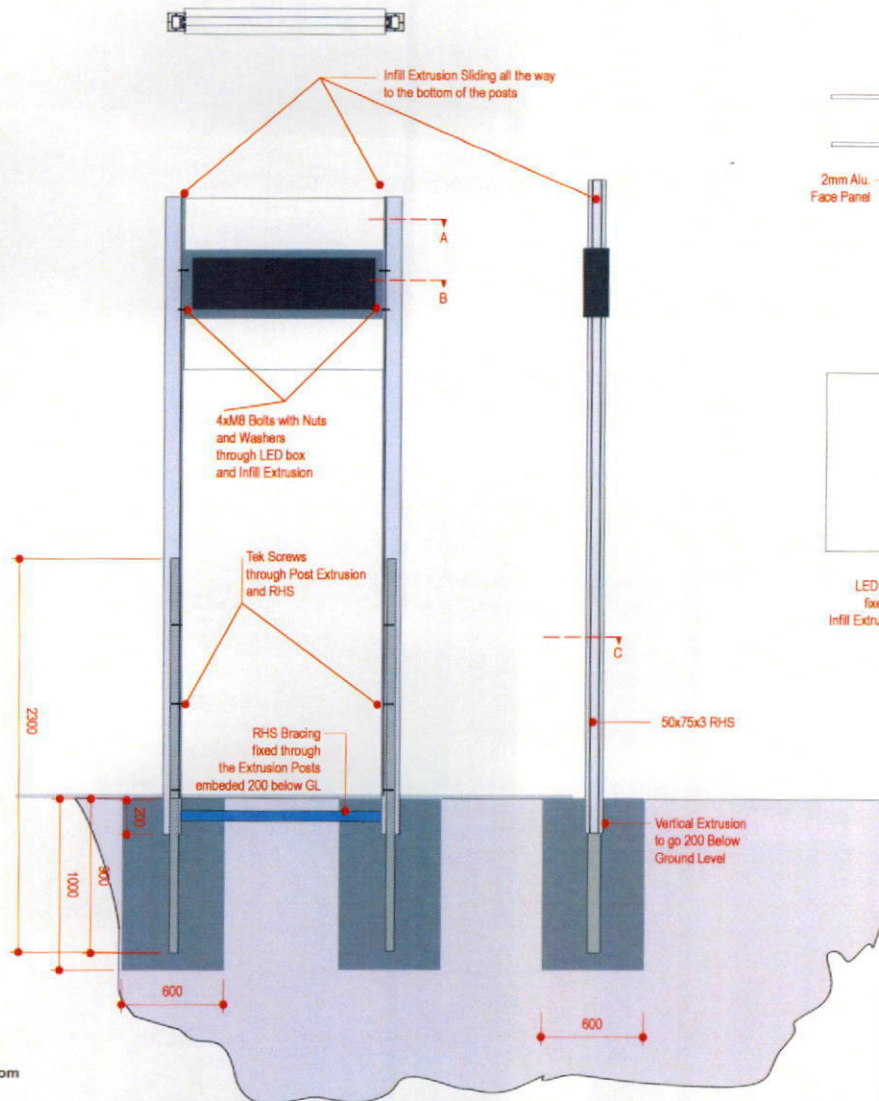 Infill Extrusion Sliding all the way
to the bottom of the posts
2mm Alu.
Face Panel
A
B
4xM8 Bolts with Nuts
and Washers
through LED box
and Infill Extrusion
Tek Screws
through Post Extrusion
and RHS
LED
fixe
Infill Extru
C
2300
50x75x3 RHS
RHS Bracing
fixed through
the Extrusion Posts
embeded 200 below GL
200
900
1000
Vertical Extrusion
to go 200 Below
Ground Level
600
600
om